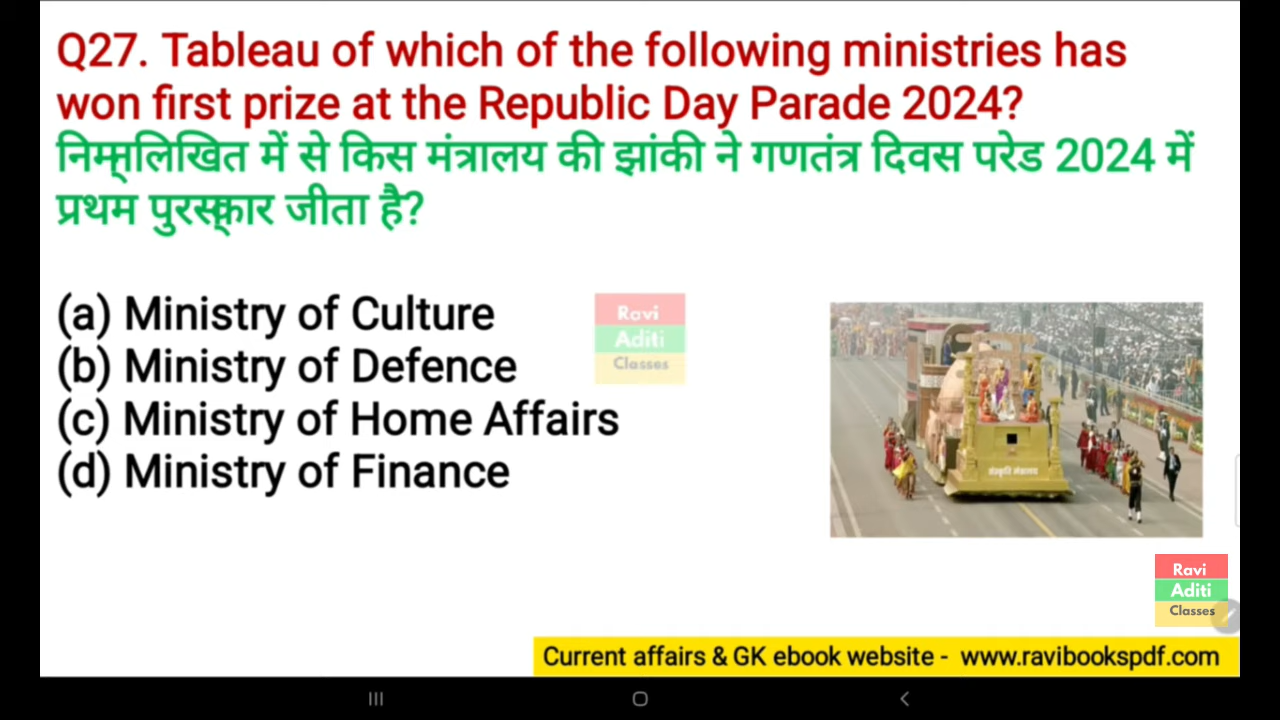 Q27. Tableau of which of the following ministries has
won first prize at the Republic Day Parade 2024?
निम्नलिखित में से किस मंत्रालय की झांकी ने गणतंत्र दिवस परेड 2024 में
प्रथम पुरस्कार जीता है?
(a) Ministry of Culture
(b) Ministry of Defence
(c) Ministry of Home Affairs
(d) Ministry of Finance
Ravi
Aditi
Classes
संस्कृति मंत्रालय
Ravi
Aditi
Classes
Current affairs & GK ebook website - www.ravibookspdf.com